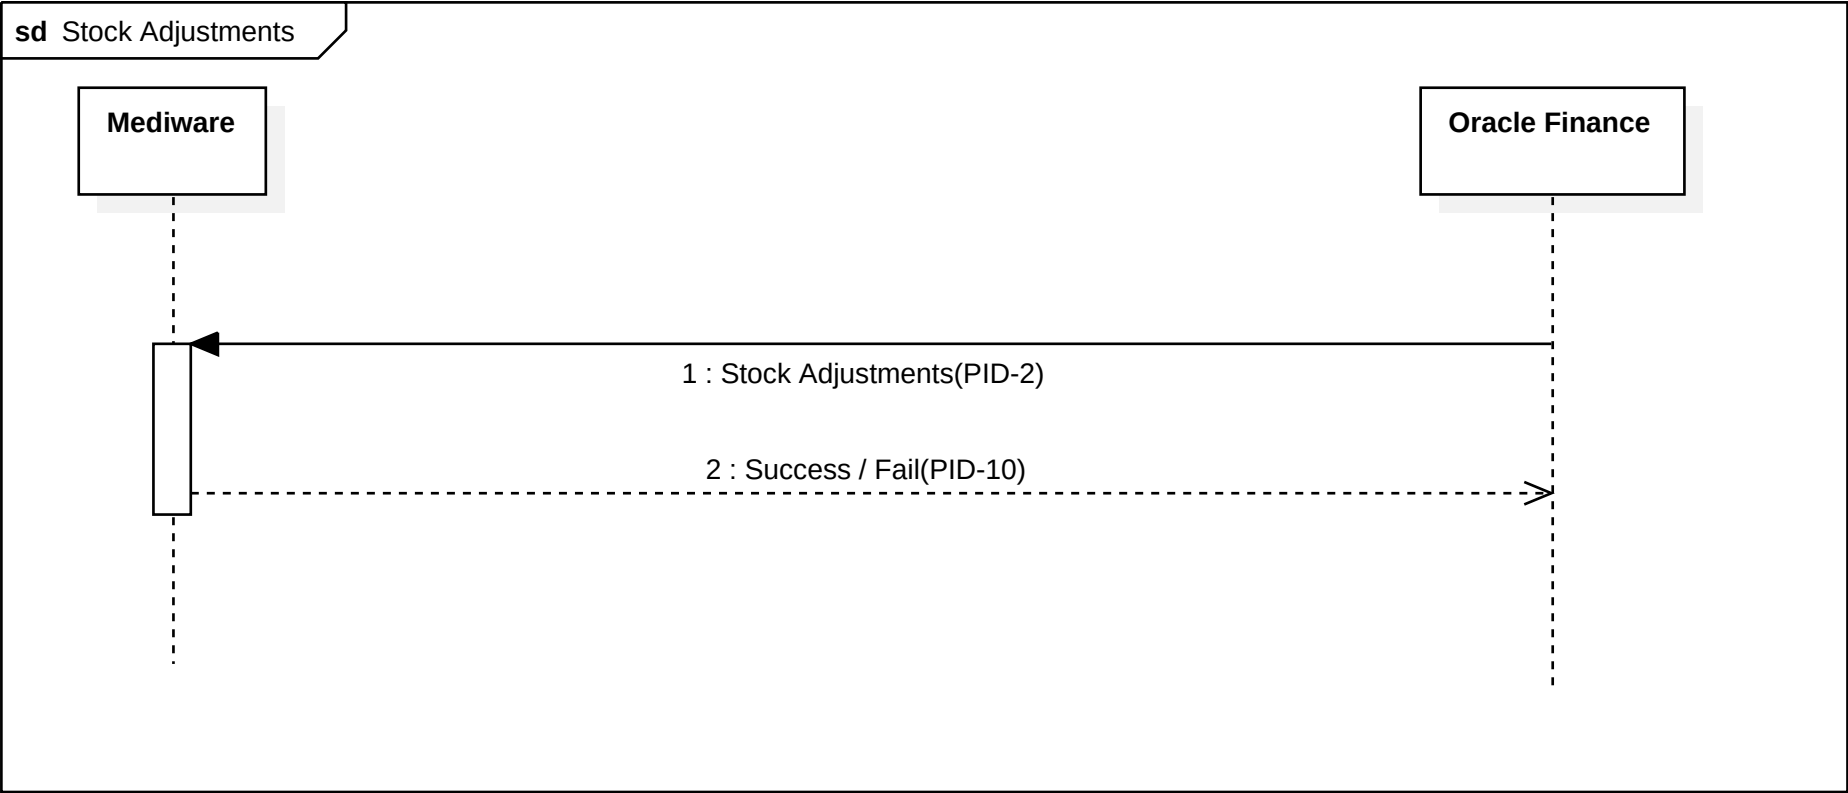 sd Stock Adjustments
Mediware
Oracle Finance
1 : Stock Adjustments(PID-2)
2 : Success / Fail(PID-10)